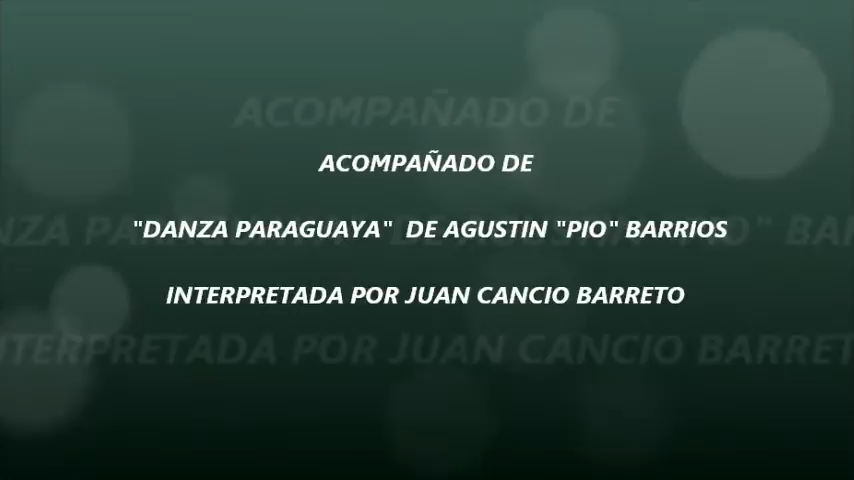 ACOMPAÑADO DE
"DANZA PARAGUAYA"  DE AGUSTIN "PIO" BARRIOS
INTERPRETADA POR JUAN CANCIO BARRETO